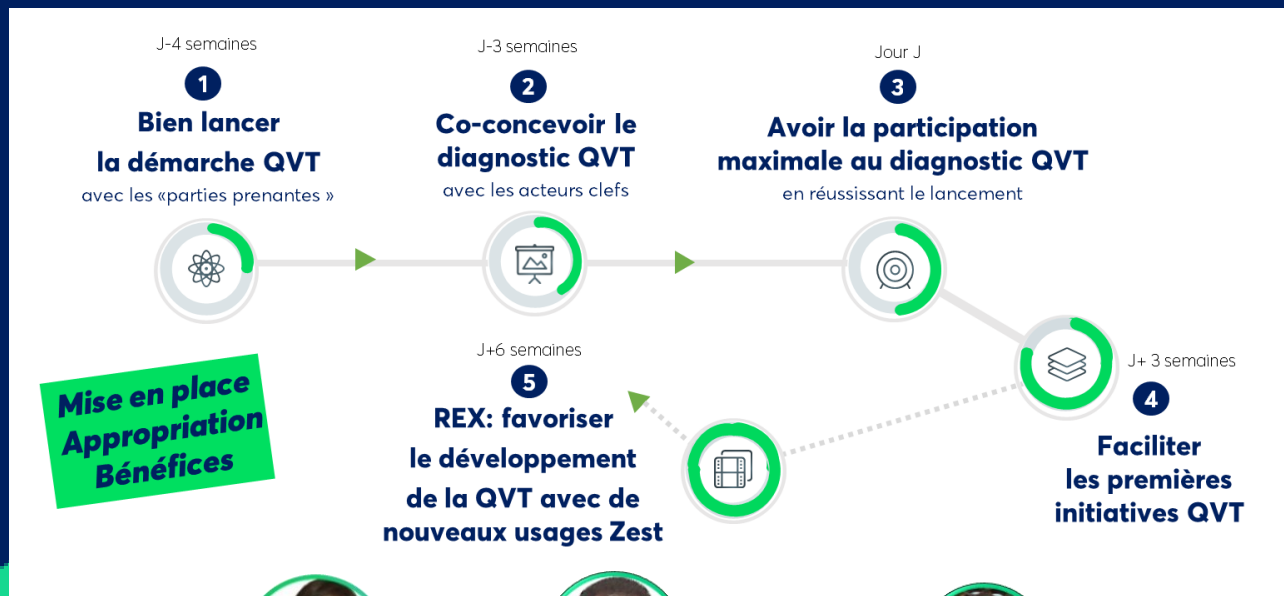 J-4 semaines
1
Bien lancer
la démarche QVT
avec les «parties prenantes »
J-3 semaines
2
Co-concevoir le
diagnostic QVT
avec les acteurs clefs
Jour J
3
Avoir la participation
maximale au diagnostic QVT
en réussissant le lancement
J+ 3 semaines
4
Faciliter
les premières
initiatives QVT
J+6 semaines
5
REX: favoriser
le développement
de la QVT avec de
nouveaux usages Zest
Mise en place
Appropriation
Bénéfices